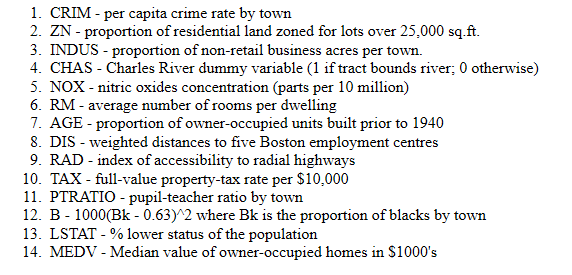 1. CRIM - per capita crime rate by town
2. ZN - proportion of residential land zoned for lots over 25,000 sq.ft.
3. INDUS - proportion of non-retail business acres per town.
4. CHAS - Charles River dummy variable (1 if tract bounds river; 0 otherwise)
5. NOX - nitric oxides concentration (parts per 10 million)
6. RM - average number of rooms per dwelling
7. AGE - proportion of owner-occupied units built prior to 1940
8. DIS - weighted distances to five Boston employment centres
9. RAD - index of accessibility to radial highways
10. TAX - full-value property-tax rate per $10,000
11. PTRATIO - pupil-teacher ratio by town
12. B - 1000(Bk - 0.63)^2 where Bk is the proportion of blacks by town
13. LSTAT - % lower status of the population
14. MEDV - Median value of owner-occupied homes in $1000's